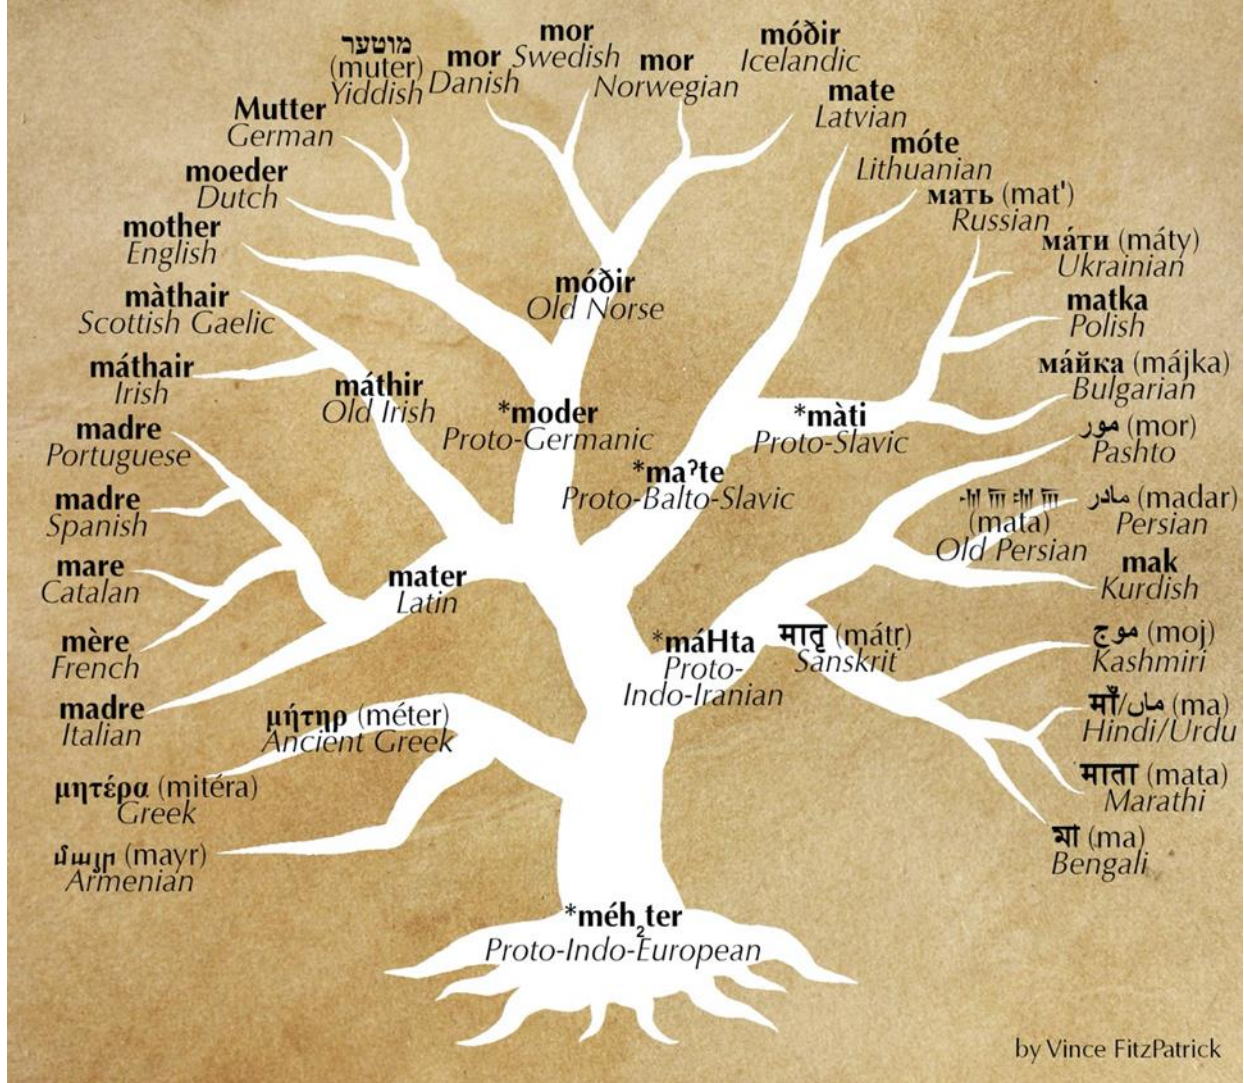 מוטער
(muter)
Yiddish
mor
Danish
mor
Swedish
mor
Norwegian
móðir
Icelandic
Mutter
German
mate
Latvian
moeder
Dutch
móte
Lithuanian
mother
English
мать (mat')
Russian
màthair
Scottish Gaelic
ма́ти (máty)
Ukrainian
móðir
Old Norse
matka
Polish
máthair
Irish
máthir
Old Irish
ма́йка (májka)
Bulgarian
*moder
Proto-Germanic
*màti
Proto-Slavic
madre
Portuguese
مور (mor)
Pashto
*maˀte
Proto-Balto-Slavic
madre
Spanish
(mata)
Old Persian
مادر (madar)
Persian
mare
Catalan
mater
Latin
mak
Kurdish
mère
French
*máHta
Proto-
Indo-Iranian
मातृ (mátṛ)
Sanskrit
موج (moj)
Kashmiri
madre
Italian
μήτηρ (méter)
Ancient Greek
माँ/ماں (ma)
Hindi/Urdu
μητέρα (mitéra)
Greek
माता (mata)
Marathi
մայր (mayr)
Armenian
মা (ma)
Bengali
*méh₂ter
Proto-Indo-European
by Vince FitzPatrick